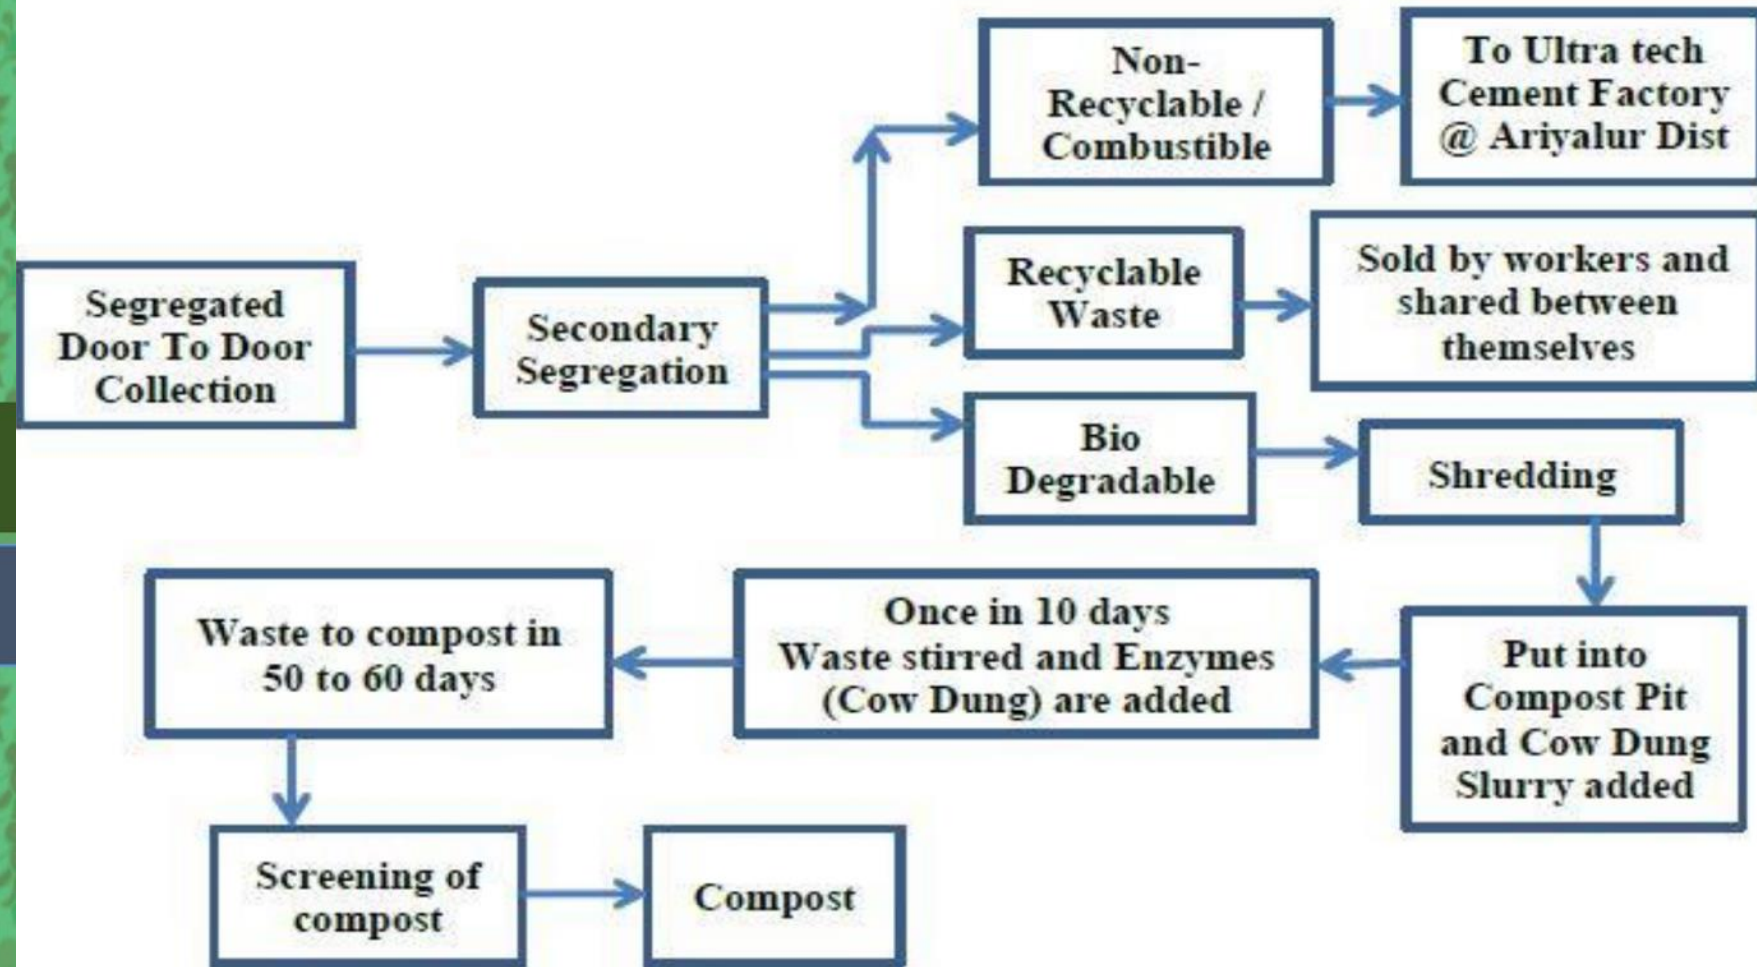 Non-
Recyclable /
Combustible
To Ultra tech
Cement Factory
@ Ariyalur Dist
Segregated
Door To Door
Collection
Secondary
Segregation
Recyclable
Waste
Sold by workers and
shared between
themselves
Bio
Degradable
Shredding
Put into
Compost Pit
and Cow Dung
Slurry added
Once in 10 days
Waste stirred and Enzymes
(Cow Dung) are added
Waste to compost in
50 to 60 days
Screening of
compost
Compost